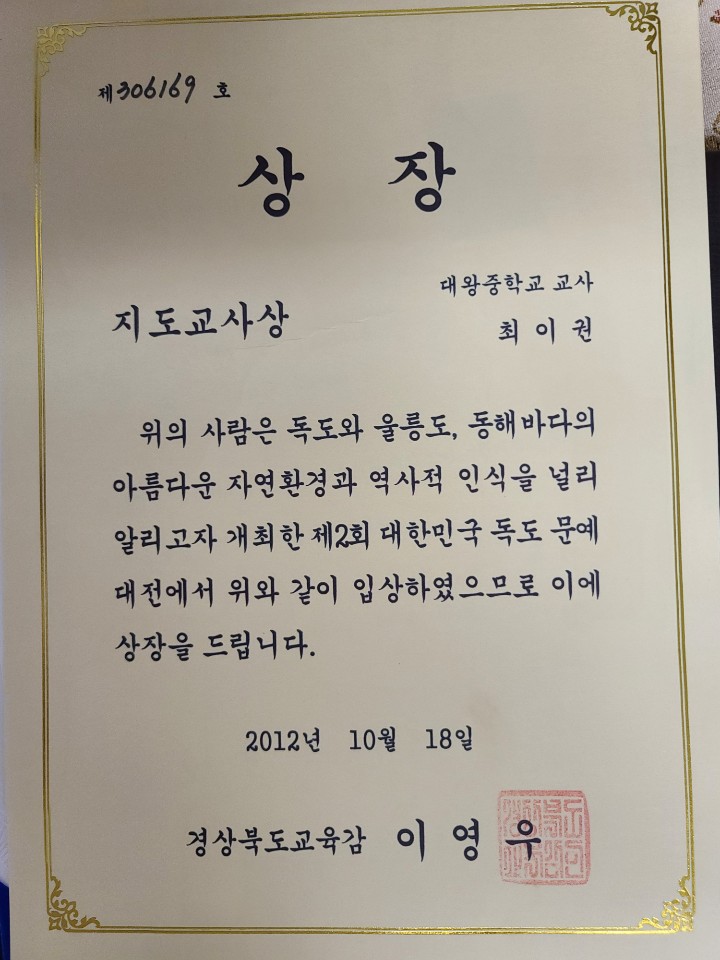 제306169 호
상 장
지도교사상
대왕중학교 교사
최 이 권
위의 사람은 독도와 울릉도, 동해바다의
아름다운 자연환경과 역사적 인식을 널리
알리고자 개최한 제2회 대한민국 독도 문예
대전에서 위와 같이 입상하였으므로 이에
상장을 드립니다.
2012년 10월 18일
경상북도교육감 이 영 우